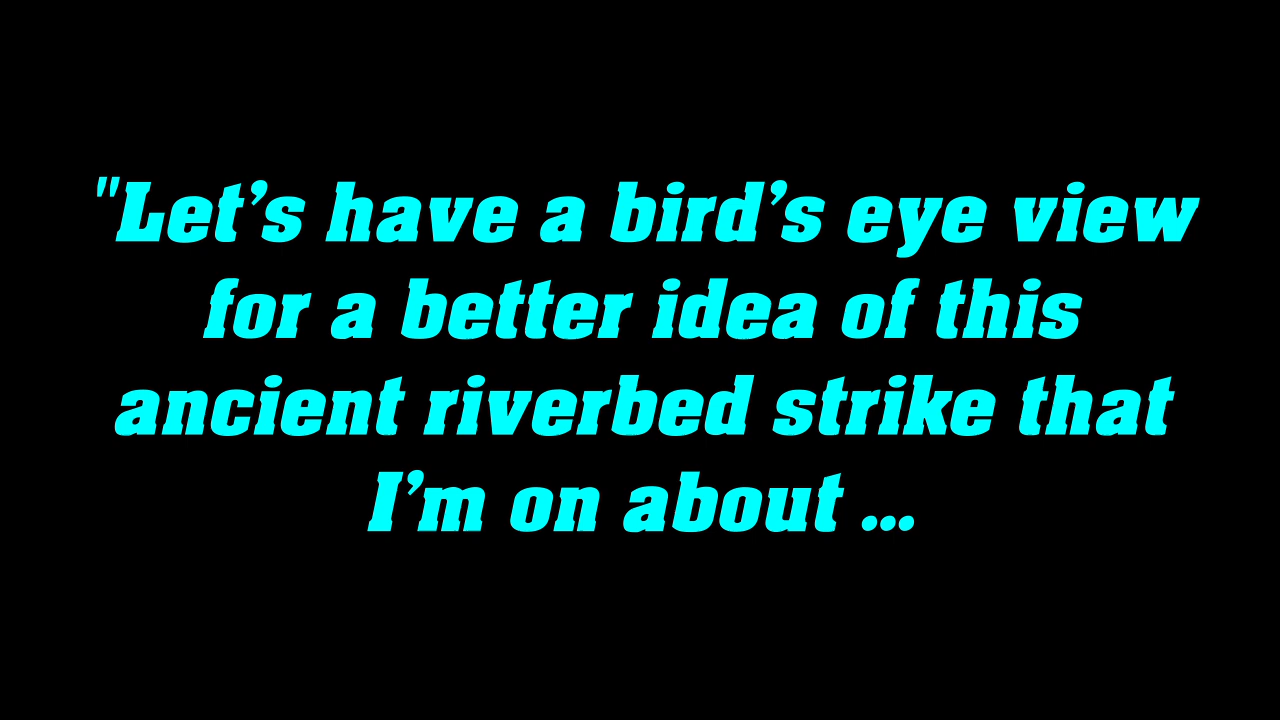 "Let’s have a bird’s eye view
for a better idea of this
ancient riverbed strike that
I’m on about ...